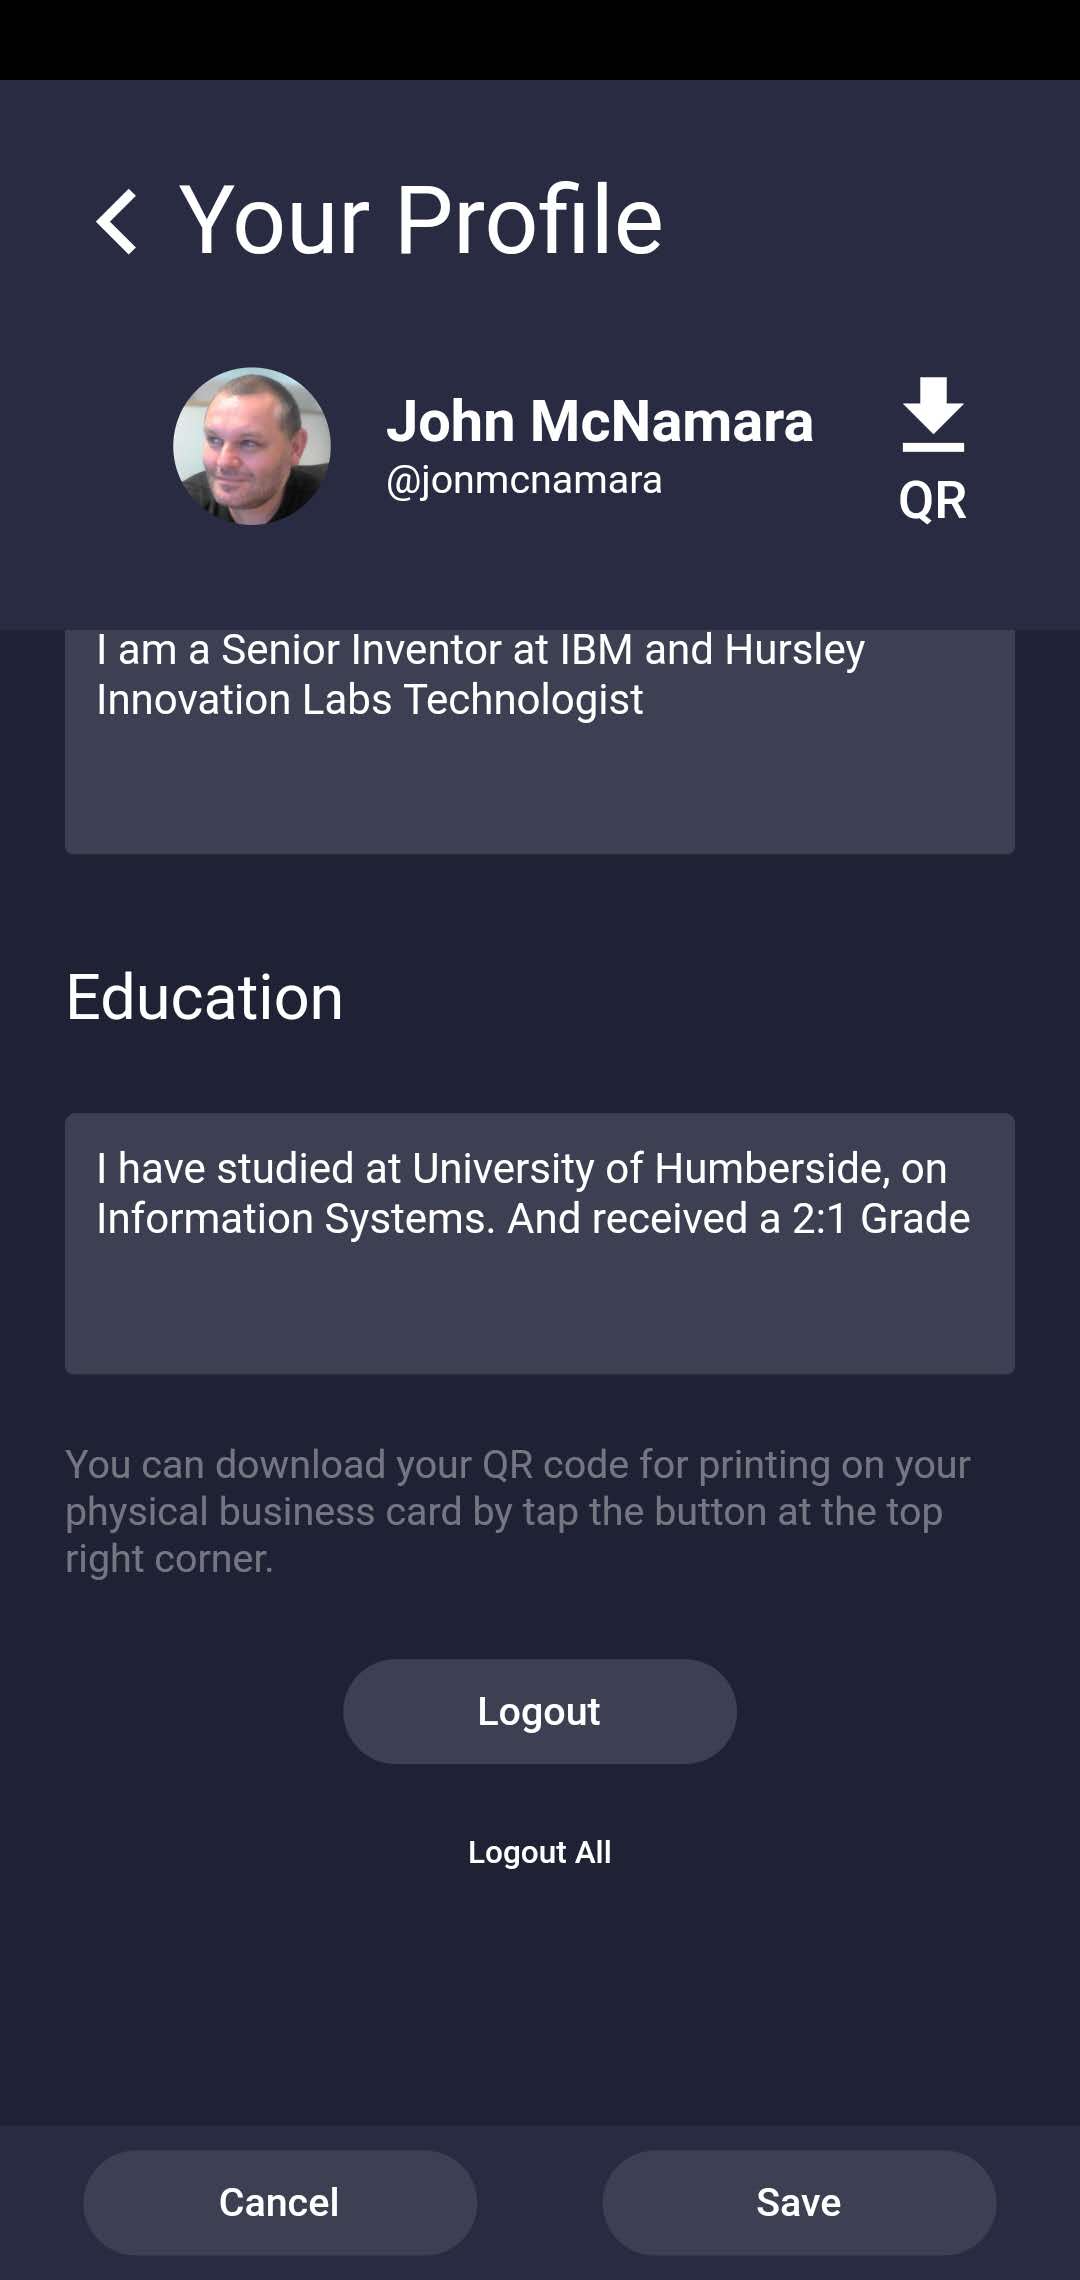 Your Profile
John McNamara
@jonmcnamara
QR
I am a Senior Inventor at IBM and Hursley
Innovation Labs Technologist
Education
I have studied at University of Humberside, on
Information Systems. And received a 2:1 Grade
You can download your QR code for printing on your
physical business card by tap the button at the top
right corner.
Logout
Logout All
Cancel
Save